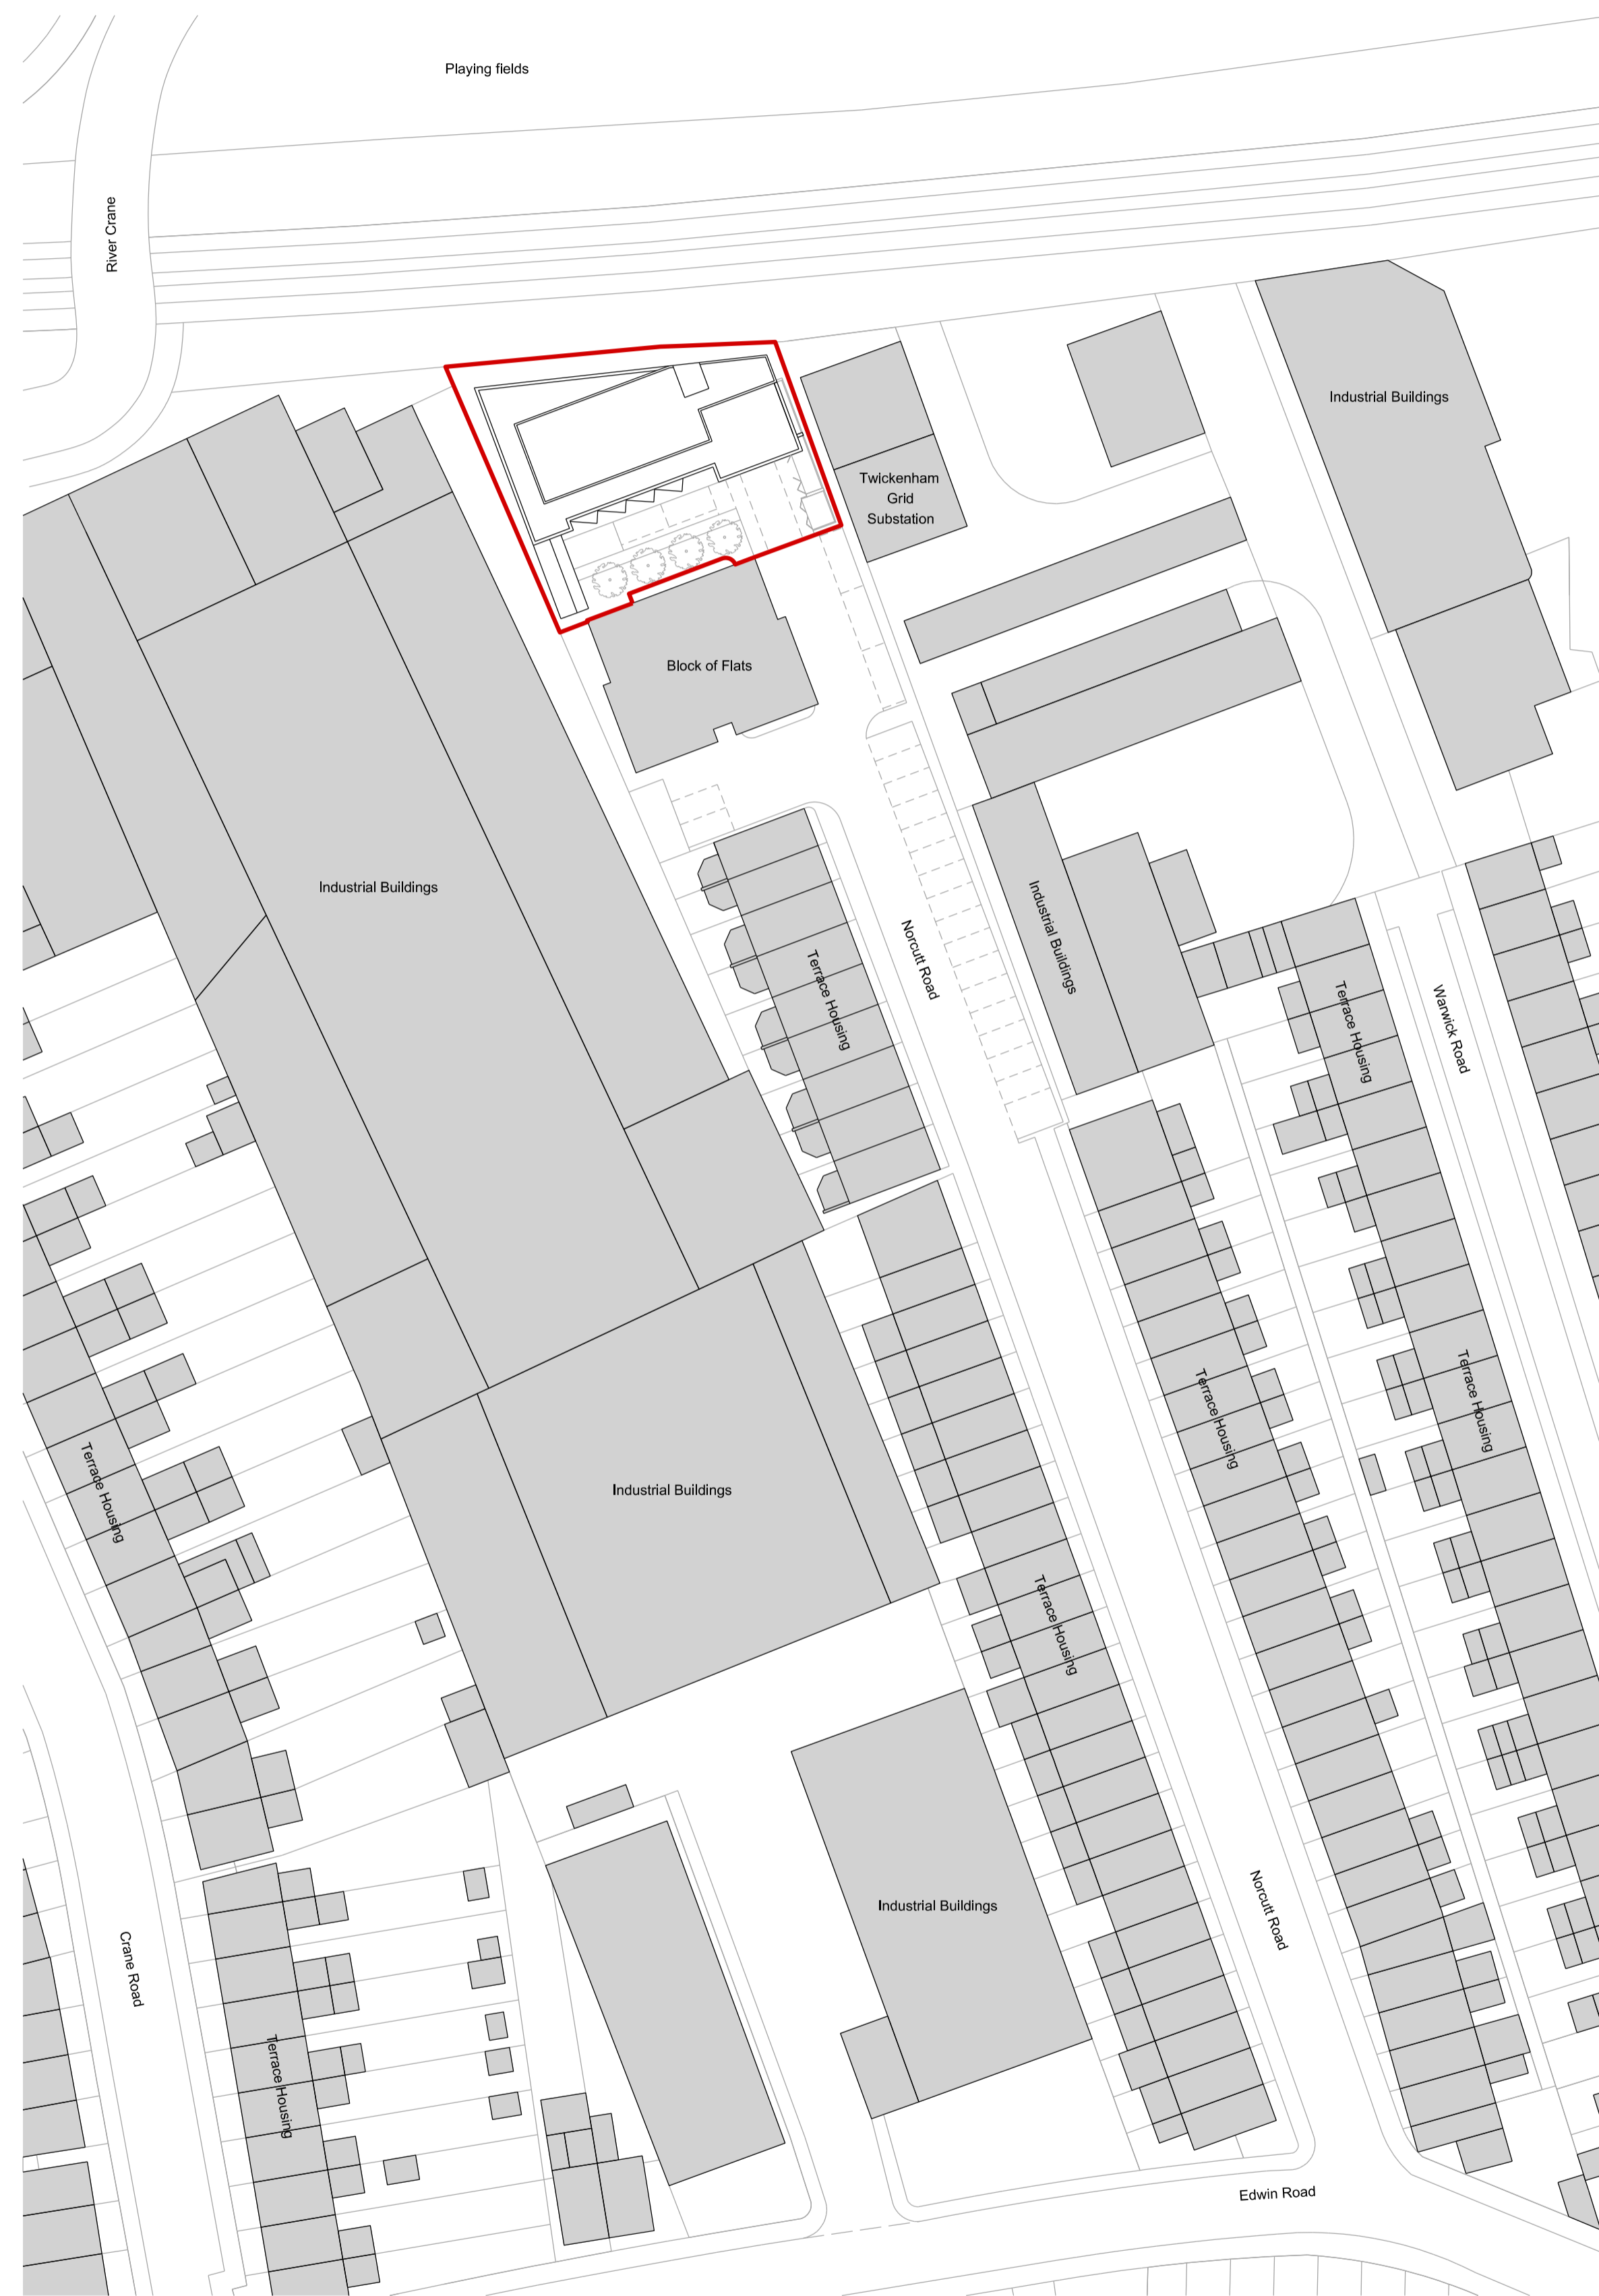 Playing fields
River Crane
Industrial Buildings
Twickenham
Grid
Substation
Block of Flats
Industrial Buildings
Industrial Buildings
Norcutt Road
Terrace Housing
Terrace Housing
Warwick Road
Terrace Housing
Terrace Housing
Terrace Housing
Industrial Buildings
Terrace Housing
Industrial Buildings
Norcutt Road
Crane Road
Terrace Housing
Edwin Road